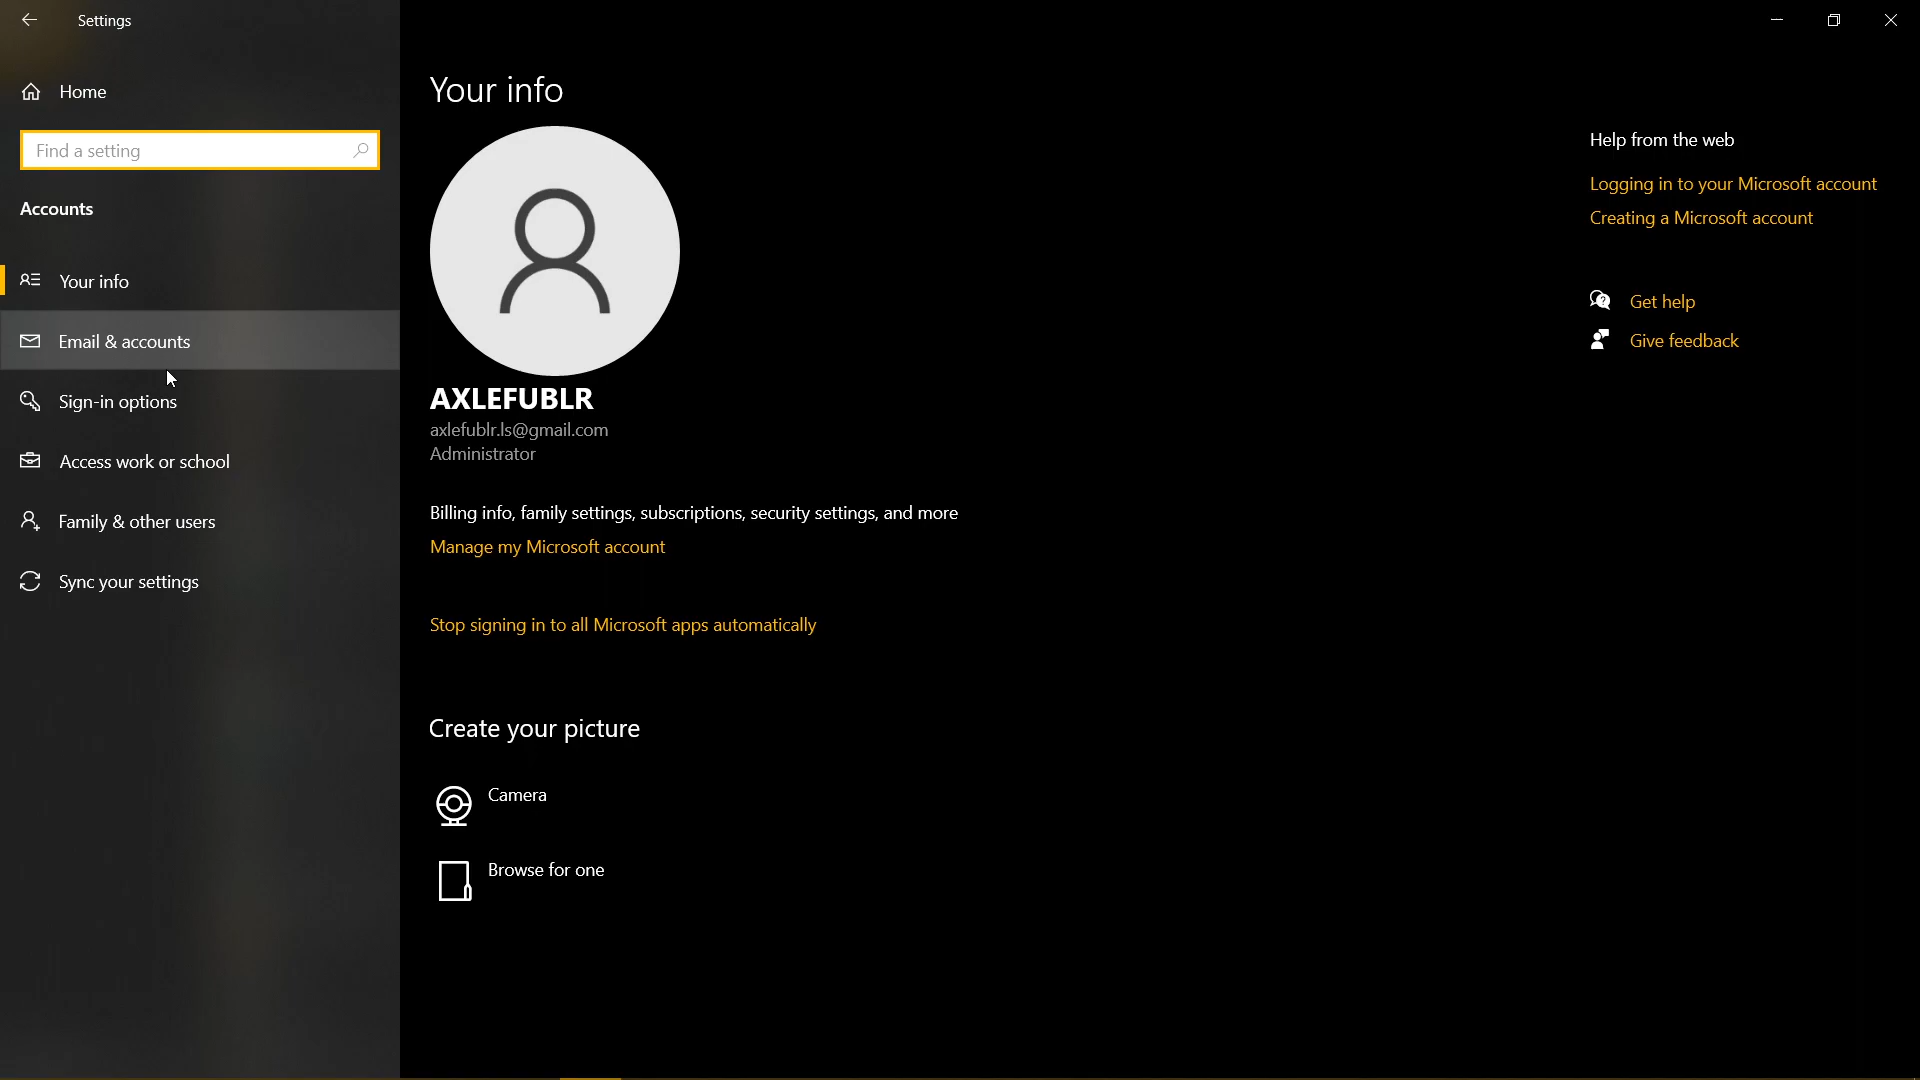 Settings
Home
Find a setting
Accounts
Your info
Email & accounts
Sign-in options
Access work or school
Family & other users
Sync your settings
Your info
AXLEFUBLR
axlefublr.ls@gmail.com
Administrator
Billing info, family settings, subscriptions, security settings, and more
Manage my Microsoft account
Stop signing in to all Microsoft apps automatically
Create your picture
Camera
Browse for one
Help from the web
Logging in to your Microsoft account
Creating a Microsoft account
Get help
Give feedback